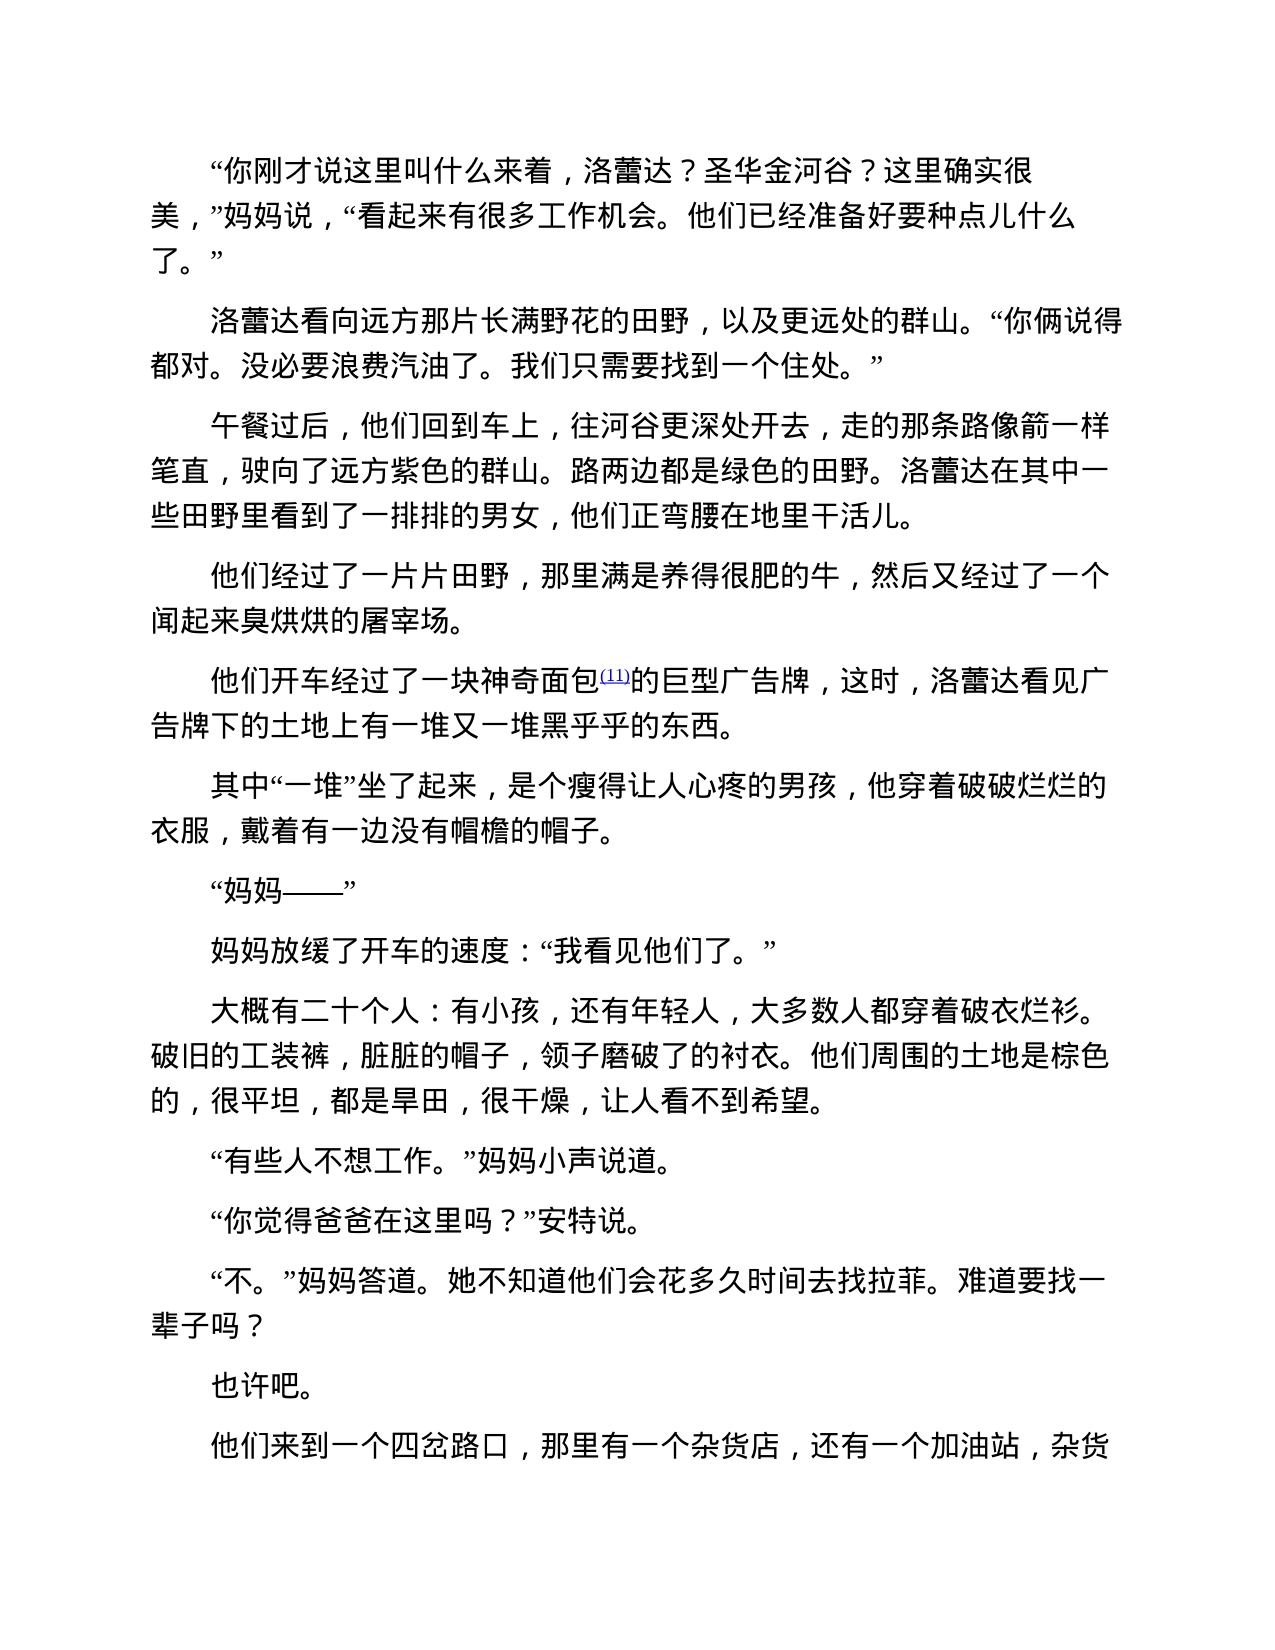 “你刚才说这里叫什么来着，洛蕾达？圣华金河谷？这里确实很
美，”妈妈说，“看起来有很多工作机会。他们已经准备好要种点儿什么
了。”
洛蕾达看向远方那片长满野花的田野，以及更远处的群山。“你俩说得
都对。没必要浪费汽油了。我们只需要找到一个住处。”
午餐过后，他们回到车上，往河谷更深处开去，走的那条路像箭一样
笔直，驶向了远方紫色的群山。路两边都是绿色的田野。洛蕾达在其中一
些田野里看到了一排排的男女，他们正弯腰在地里干活儿。
他们经过了一片片田野，那里满是养得很肥的牛，然后又经过了一个
闻起来臭烘烘的屠宰场。
他们开车经过了一块神奇面包(11)的巨型广告牌，这时，洛蕾达看见广
告牌下的土地上有一堆又一堆黑乎乎的东西。
其中“一堆”坐了起来，是个瘦得让人心疼的男孩，他穿着破破烂烂的
衣服，戴着有一边没有帽檐的帽子。
“妈妈——”
妈妈放缓了开车的速度：“我看见他们了。”
大概有二十个人：有小孩，还有年轻人，大多数人都穿着破衣烂衫。
破旧的工装裤，脏脏的帽子，领子磨破了的衬衣。他们周围的土地是棕色
的，很平坦，都是旱田，很干燥，让人看不到希望。
“有些人不想工作。”妈妈小声说道。
“你觉得爸爸在这里吗？”安特说。
“不。”妈妈答道。她不知道他们会花多久时间去找拉菲。难道要找一
辈子吗？
也许吧。
他们来到一个四岔路口，那里有一个杂货店，还有一个加油站，杂货